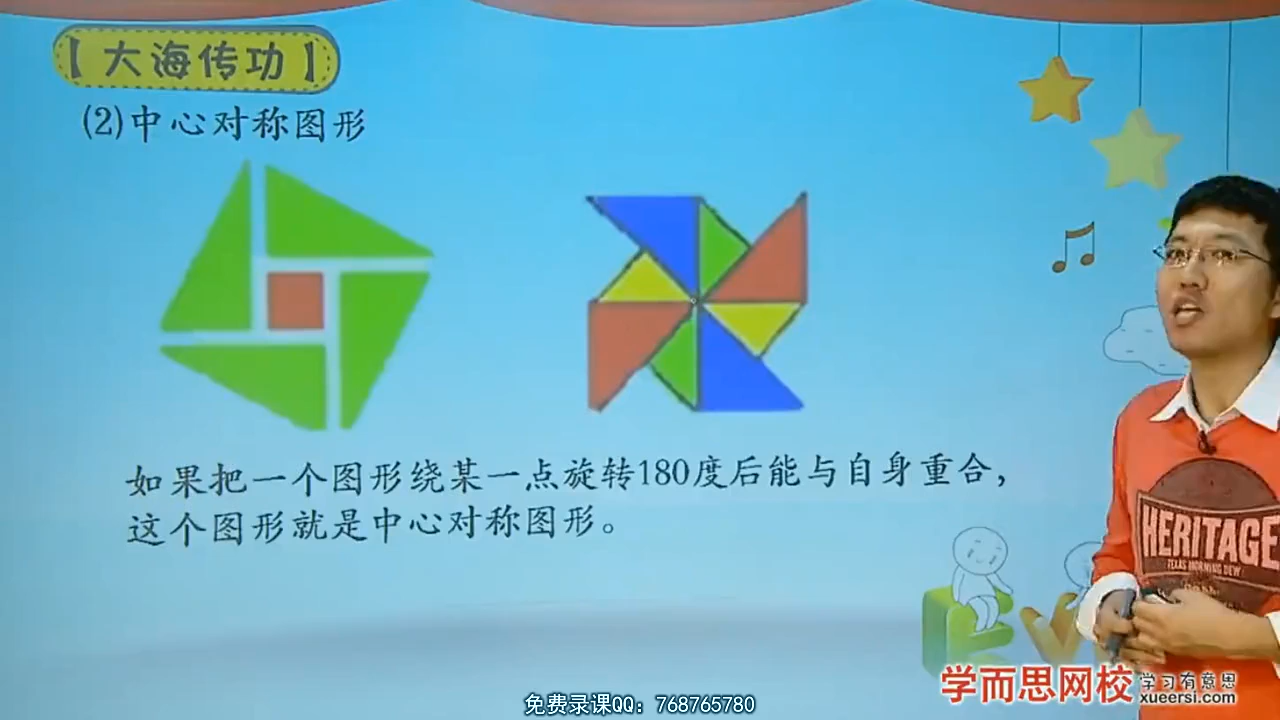 【大海传功】
(2)中心对称图形
如果把一个图形绕某一点旋转180度后能与自身重合，
这个图形就是中心对称图形。
HERITAGE
TEXAS MORNING DEW
学而思网校
学习有意思
xueersi.com
免费录课QQ：768765780